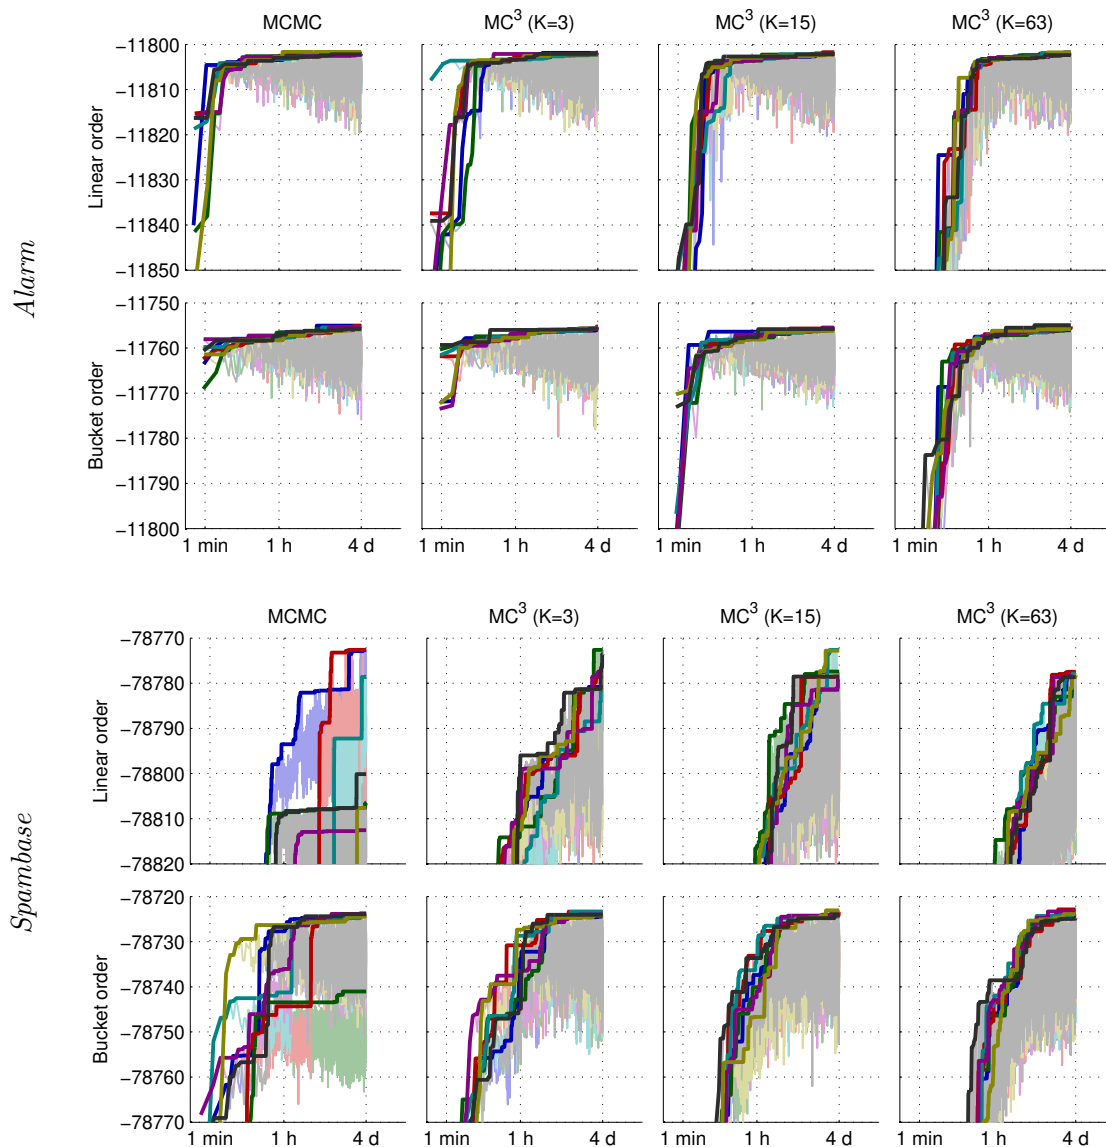 MCMC MC³ (K=3) MC³ (K=15) MC³ (K=63)
−11800
−11810
−11820
−11830
−11840
−11850
Linear order
Alarm
−11750
−11760
−11770
−11780
−11790
−11800
Bucket order
1 min 1 h 4 d 1 min 1 h 4 d 1 min 1 h 4 d 1 min 1 h 4 d
MCMC MC³ (K=3) MC³ (K=15) MC³ (K=63)
−78770
−78780
−78790
−78800
−78810
−78820
Linear order
Spambase
−78720
−78730
−78740
−78750
−78760
−78770
Bucket order
1 min 1 h 4 d 1 min 1 h 4 d 1 min 1 h 4 d 1 min 1 h 4 d